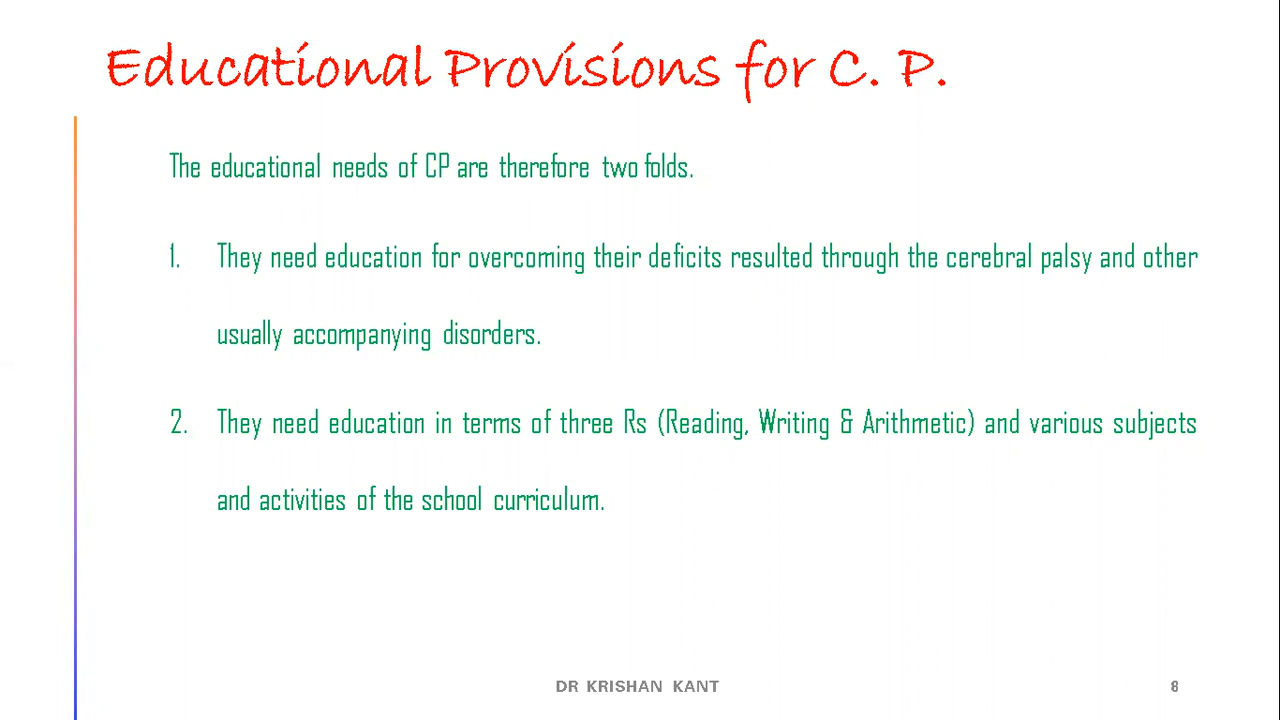 Educational Provisions for C. P.
The educational needs of CP are therefore two folds.
1. They need education for overcoming their deficits resulted through the cerebral palsy and other
usually accompanying disorders.
2. They need education in terms of three Rs (Reading, Writing & Arithmetic) and various subjects
and activities of the school curriculum.
DR KRISHAN KANT
8